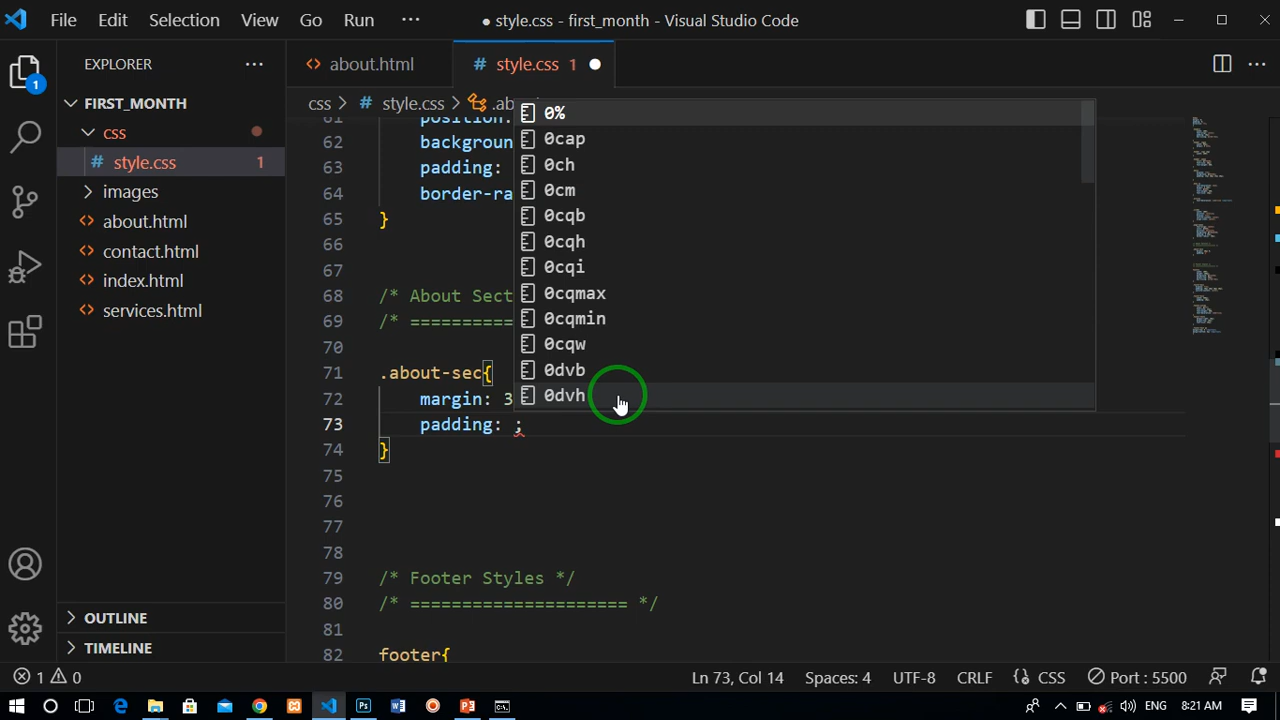 File Edit Selection View Go Run ··· ● style.css - first_month - Visual Studio Code
EXPLORER ···
1
<> about.html # style.css 1 ●
FIRST_MONTH
css > # style.css >
css
# style.css 1
images
<> about.html
<> contact.html
<> index.html
<> services.html
OUTLINE
TIMELINE
61 position:
62 background
63 padding:
64 border-ra
65 }
66
67
68 /* About Sect
69 /* ==========
70
71 .about-sec{
72 margin: 3
73 padding: ;
74 }
75
76
77
78
79 /* Footer Styles */
80 /* ===================== */
81
82 footer{
0%
0cap
0ch
0cm
0cqb
0cqh
0cqi
0cqmax
0cqmin
0cqw
0dvb
0dvh
1 0 Ln 73, Col 14 Spaces: 4 UTF-8 CRLF {} CSS Port : 5500
ENG 8:21 AM